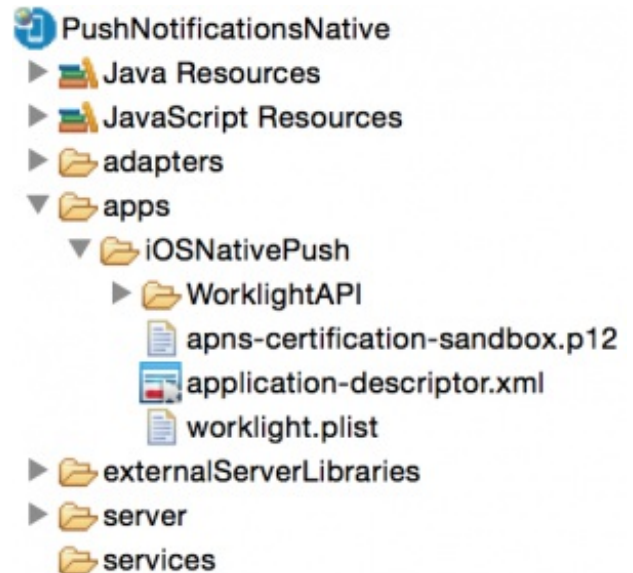 PushNotificationsNative
Java Resources
JavaScript Resources
adapters
apps
iOSNativePush
WorklightAPI
apns-certification-sandbox.p12
application-descriptor.xml
worklight.plist
externalServerLibraries
server
services